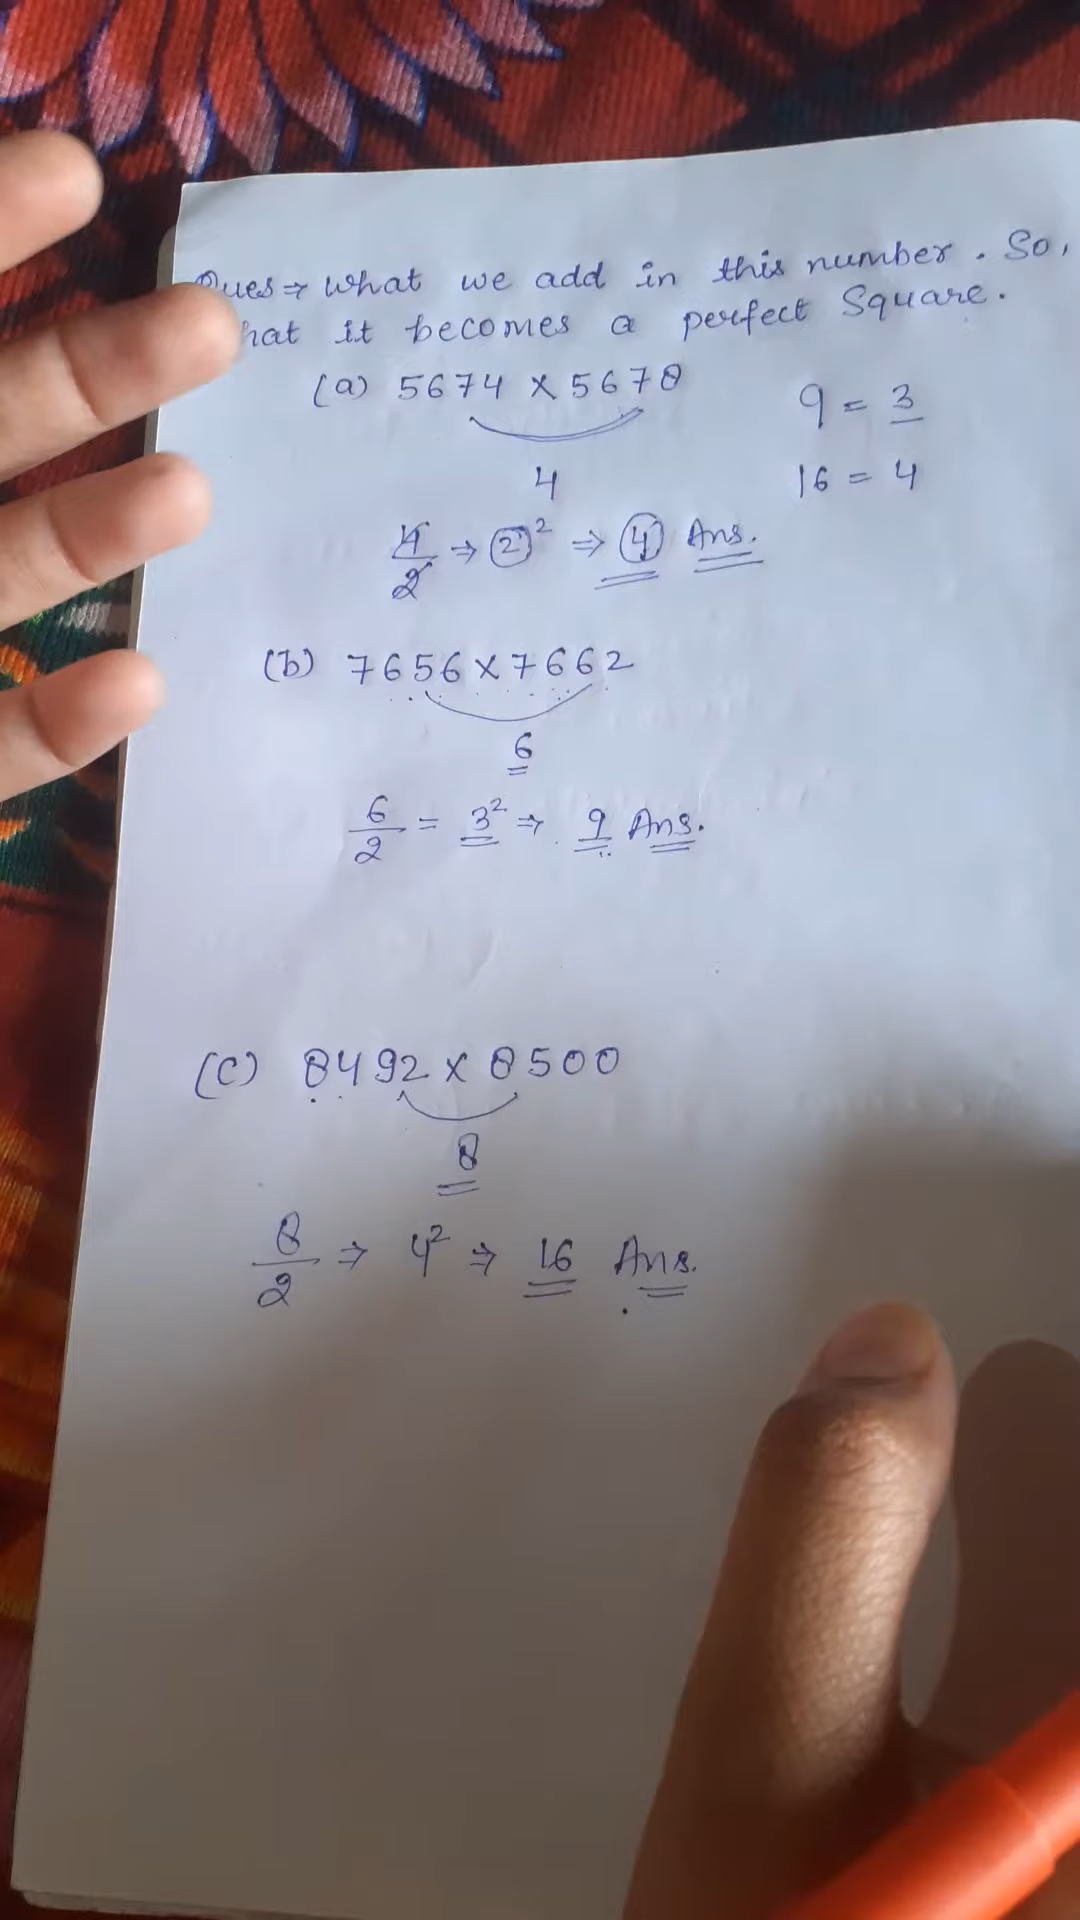 Ques ⇒ What we add in this number. So,
hat it becomes a perfect Square.
(a) 5674 × 5678
9 = 3
4
16 = 4
4/2 ⇒ 2² ⇒ 4 Ans.
(b) 7656 × 7662
6
6/2 = 3² ⇒ 9 Ans.
(C) 8492 × 8500
8
8/2 ⇒ 4² ⇒ 16 Ans.